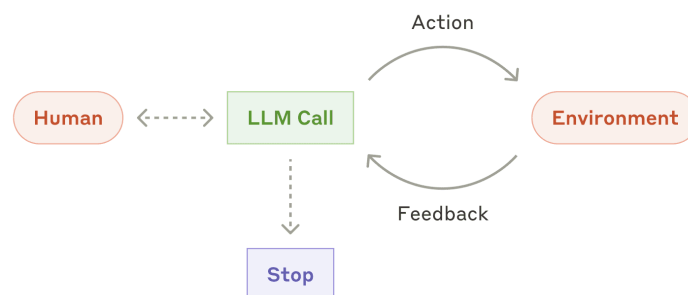 Action
Human
LLM Call
Environment
Feedback
Stop